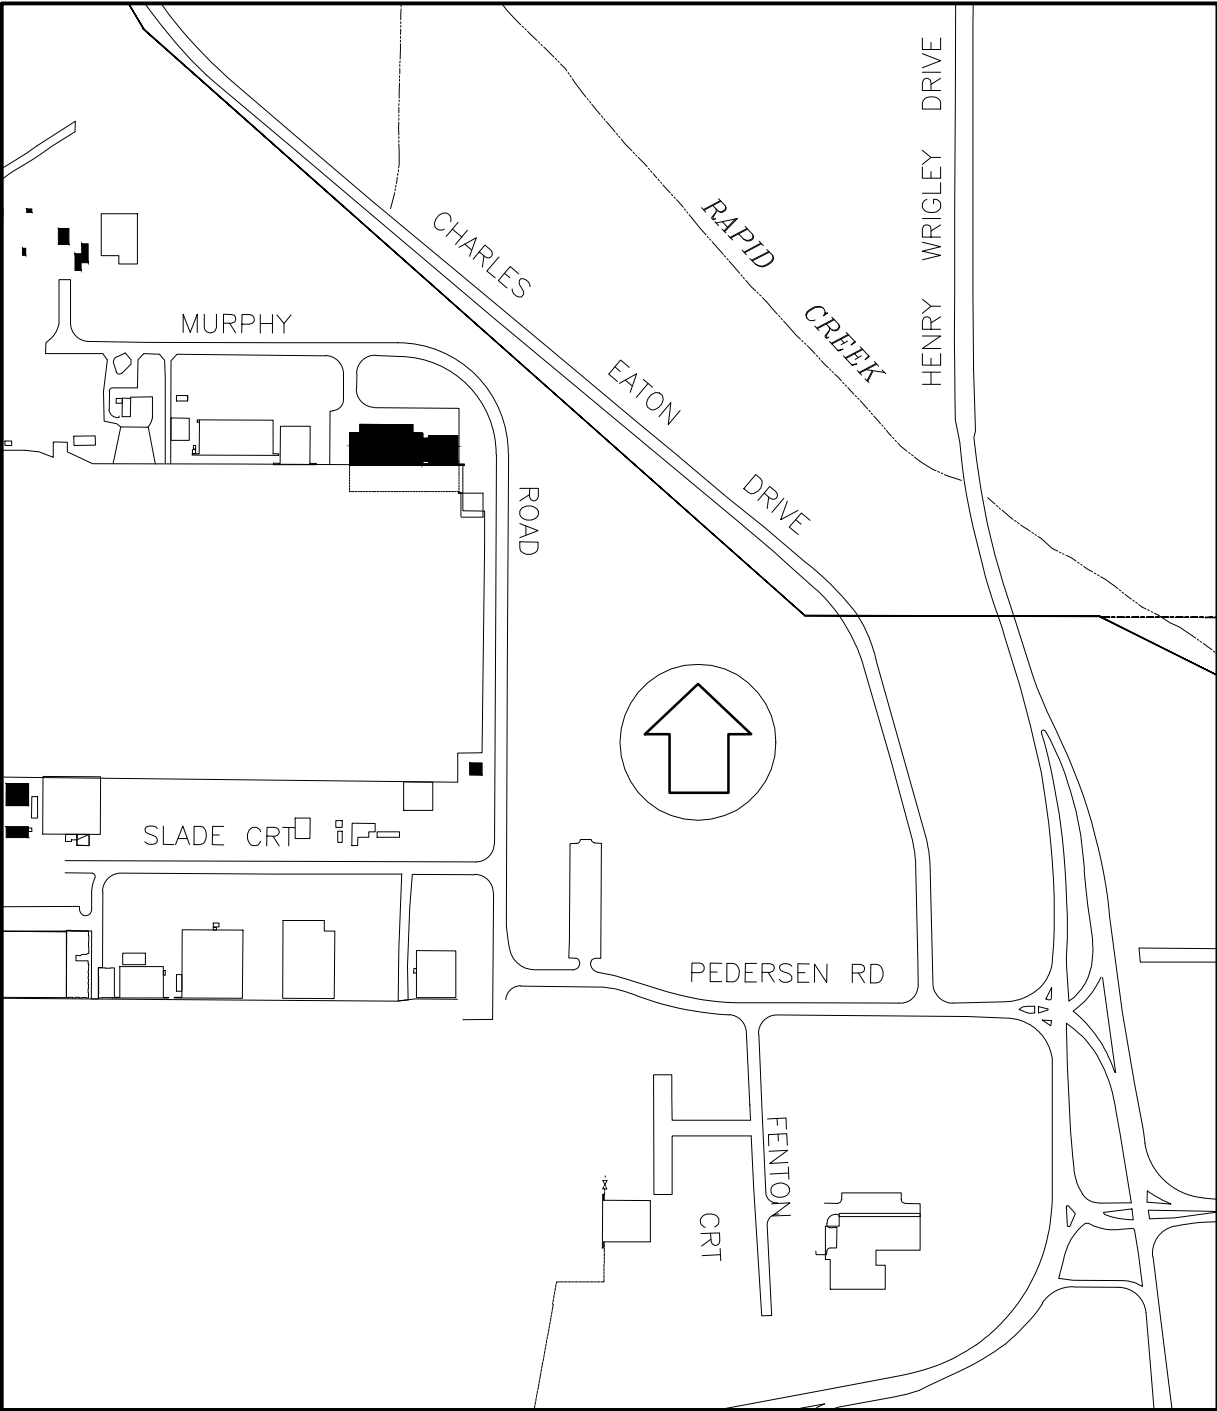 HENRY WRIGLEY DRIVE
RAPID
CREEK
CHARLES
EATON
DRIVE
MURPHY
ROAD
SLADE CRT
PEDERSEN RD
FENTON
CRT